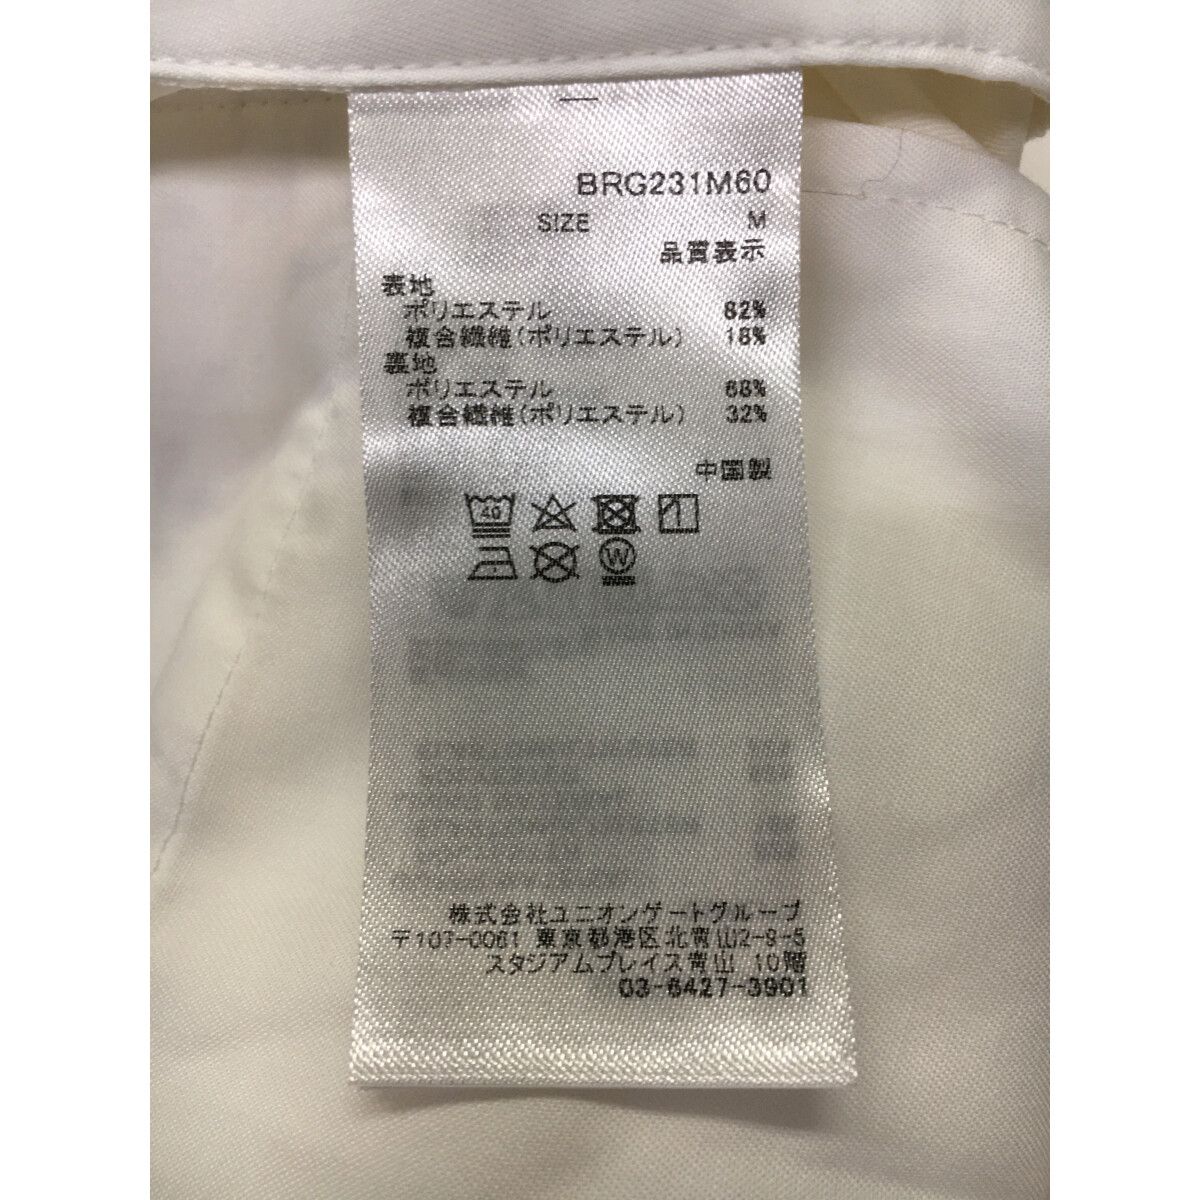 BRG231M60
SIZE M
品質表示
表地
ポリエステル 82%
複合繊維(ポリエステル) 18%
裏地
ポリエステル 68%
複合繊維(ポリエステル) 32%
中国製
40
W
株式会社ユニオンゲートグループ
〒107-0061 東京都港区北青山2-9-5
スタジアムプレイス青山 10階
03-6427-3901